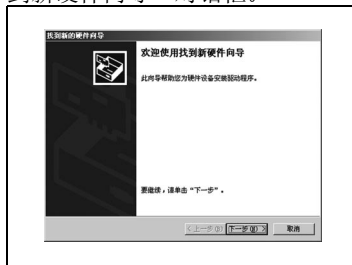 到新硬件向导”对话框。
找到新的硬件向导
欢迎使用找到新硬件向导
此向导帮助您为硬件设备安装驱动程序。
要继续，请单击“下一步”。
<上一步(B) 下一步(N)> 取消